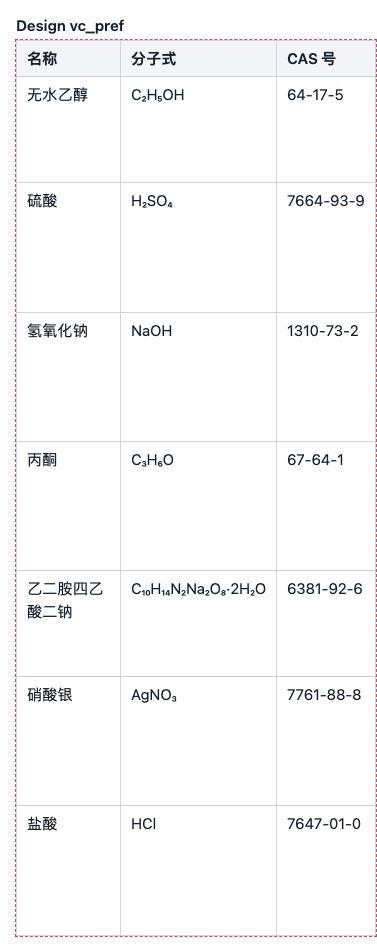 Design vc_pref
名称 分子式 CAS 号
无水乙醇 C₂H₅OH 64-17-5
硫酸 H₂SO₄ 7664-93-9
氢氧化钠 NaOH 1310-73-2
丙酮 C₃H₆O 67-64-1
乙二胺四乙 C₁₀H₁₄N₂Na₂O₈·2H₂O 6381-92-6
酸二钠
硝酸银 AgNO₃ 7761-88-8
盐酸 HCl 7647-01-0